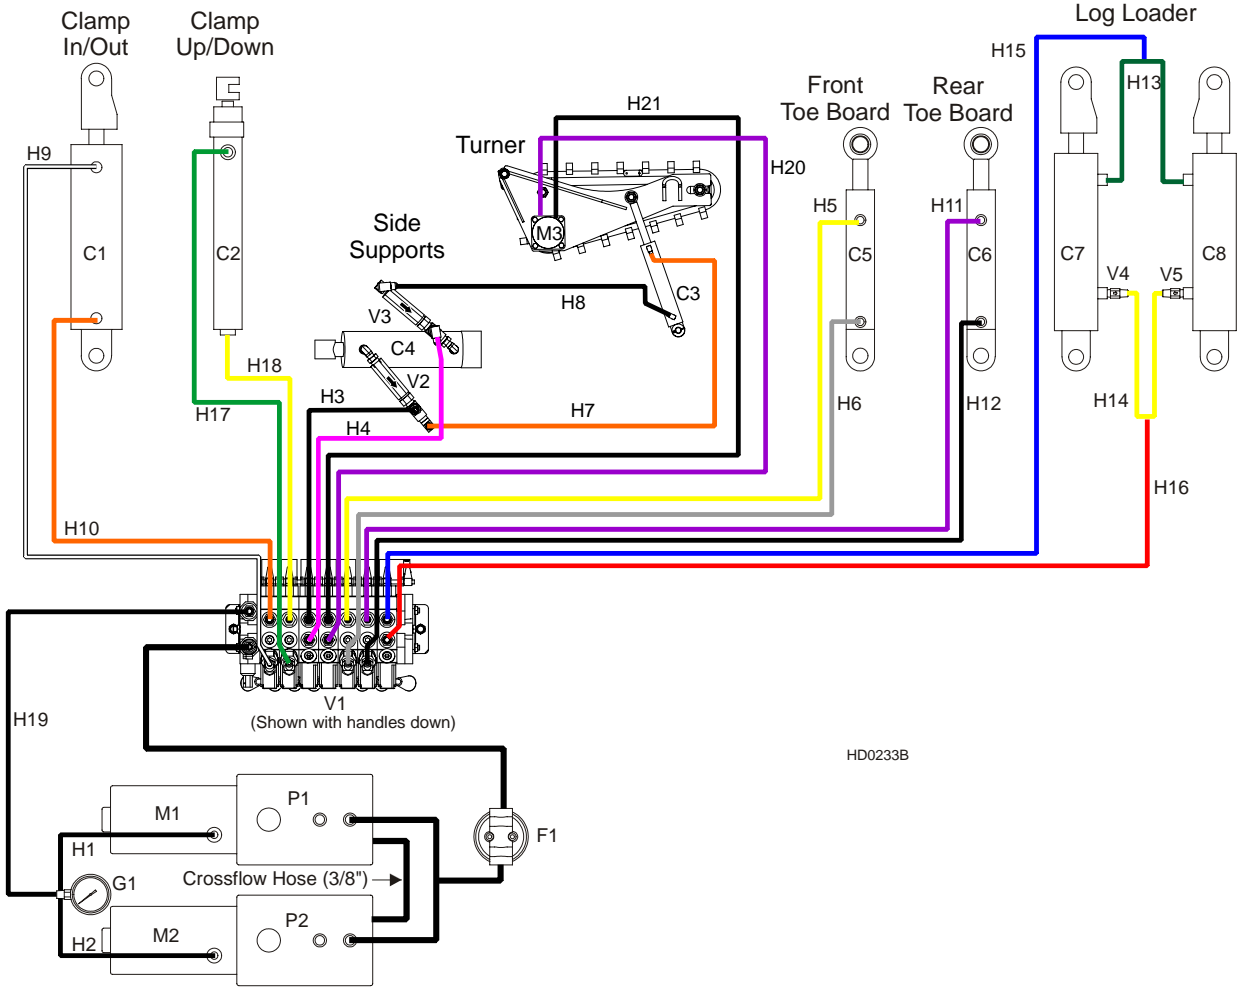 Clamp
In/Out
Clamp
Up/Down
Log Loader
H15
H13
Front
Toe Board
Rear
Toe Board
H21
Turner
H20
H9
H5
H11
Side
Supports
M3
C1
C2
C5
C6
C7
C8
V4
V5
H8
C3
V3
C4
V2
H18
H17
H3
H4
H7
H6
H12
H14
H16
H10
V1
(Shown with handles down)
H19
HD0233B
P1
M1
F1
H1
G1
Crossflow Hose (3/8")
P2
M2
H2